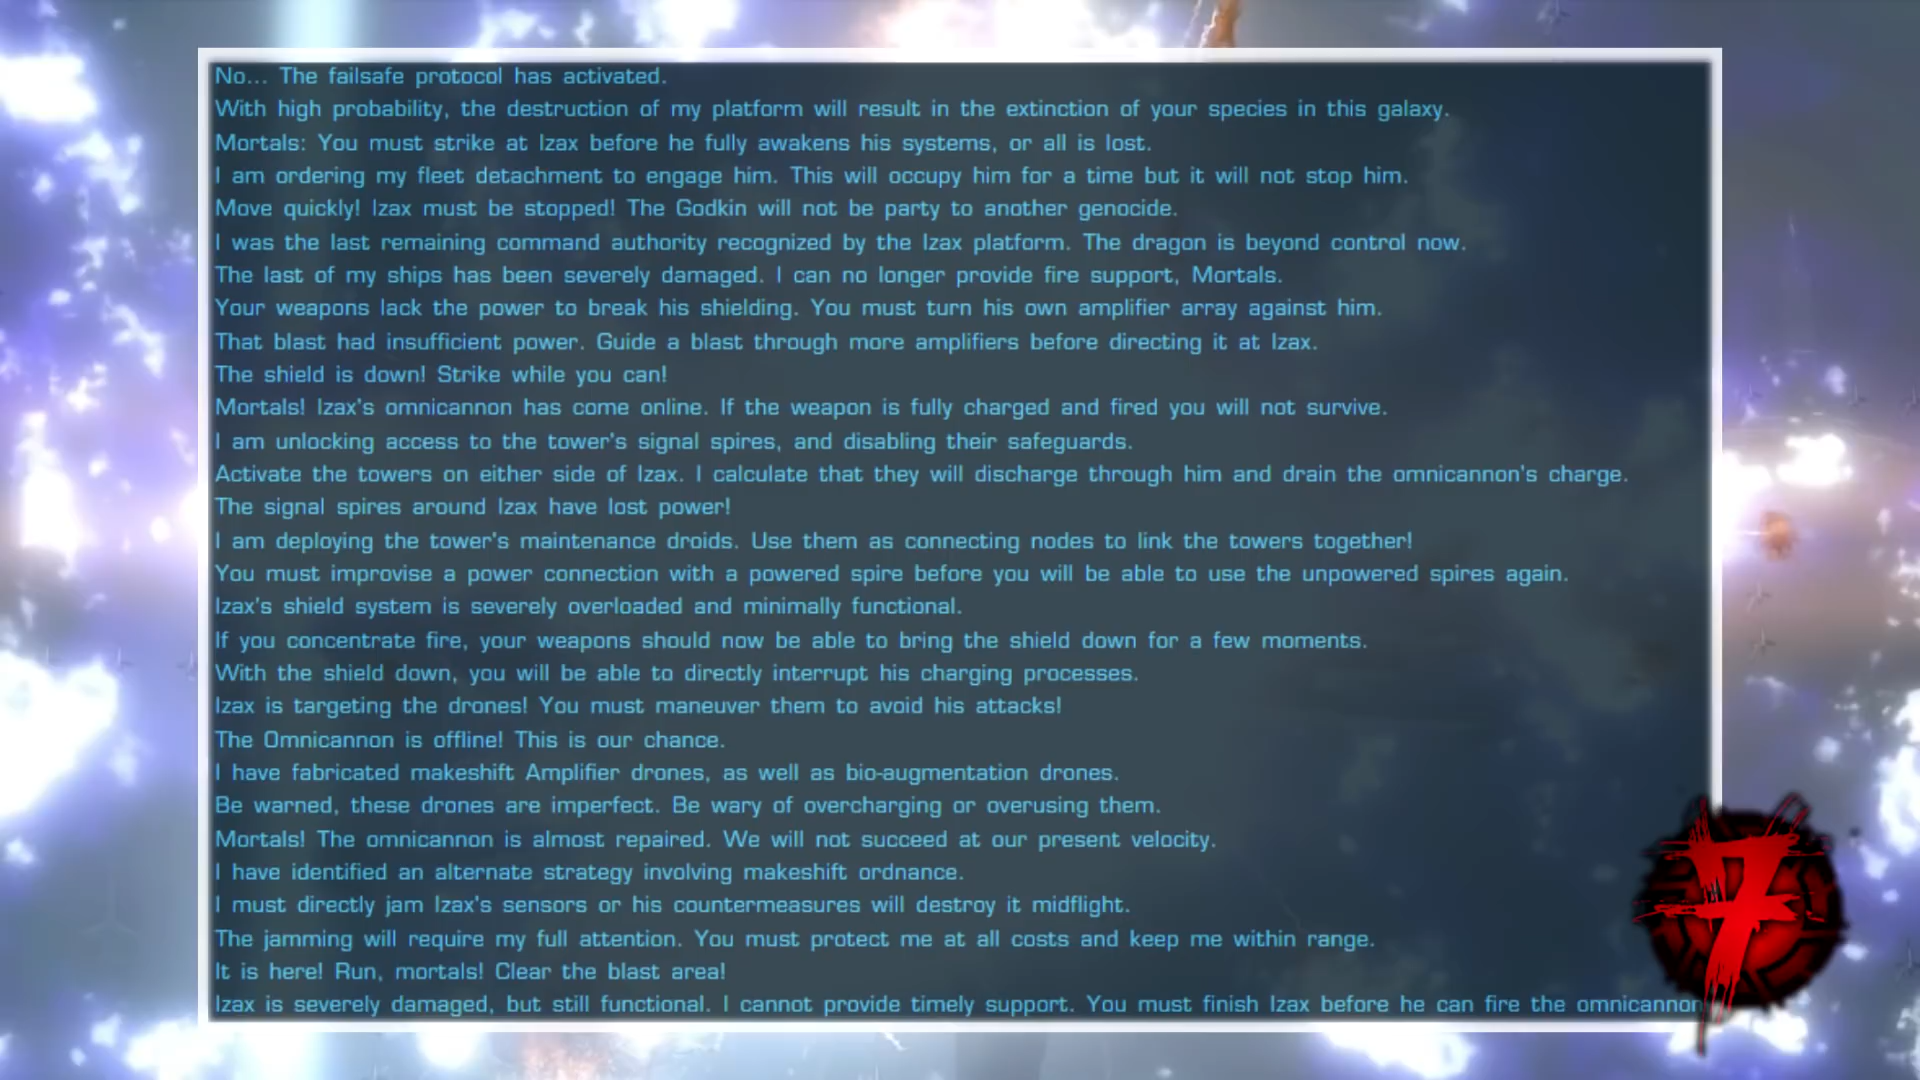 No... The failsafe protocol has activated.
With high probability, the destruction of my platform will result in the extinction of your species in this galaxy.
Mortals: You must strike at Izax before he fully awakens his systems, or all is lost.
I am ordering my fleet detachment to engage him. This will occupy him for a time but it will not stop him.
Move quickly! Izax must be stopped! The Godkin will not be party to another genocide.
I was the last remaining command authority recognized by the Izax platform. The dragon is beyond control now.
The last of my ships has been severely damaged. I can no longer provide fire support, Mortals.
Your weapons lack the power to break his shielding. You must turn his own amplifier array against him.
That blast had insufficient power. Guide a blast through more amplifiers before directing it at Izax.
The shield is down! Strike while you can!
Mortals! Izax's omnicannon has come online. If the weapon is fully charged and fired you will not survive.
I am unlocking access to the tower's signal spires, and disabling their safeguards.
Activate the towers on either side of Izax. I calculate that they will discharge through him and drain the omnicannon's charge.
The signal spires around Izax have lost power!
I am deploying the tower's maintenance droids. Use them as connecting nodes to link the towers together!
You must improvise a power connection with a powered spire before you will be able to use the unpowered spires again.
Izax's shield system is severely overloaded and minimally functional.
If you concentrate fire, your weapons should now be able to bring the shield down for a few moments.
With the shield down, you will be able to directly interrupt his charging processes.
Izax is targeting the drones! You must maneuver them to avoid his attacks!
The Omnicannon is offline! This is our chance.
I have fabricated makeshift Amplifier drones, as well as bio-augmentation drones.
Be warned, these drones are imperfect. Be wary of overcharging or overusing them.
Mortals! The omnicannon is almost repaired. We will not succeed at our present velocity.
I have identified an alternate strategy involving makeshift ordnance.
I must directly jam Izax's sensors or his countermeasures will destroy it midflight.
The jamming will require my full attention. You must protect me at all costs and keep me within range.
It is here! Run, mortals! Clear the blast area!
Izax is severely damaged, but still functional. I cannot provide timely support. You must finish Izax before he can fire the omnicannon
7